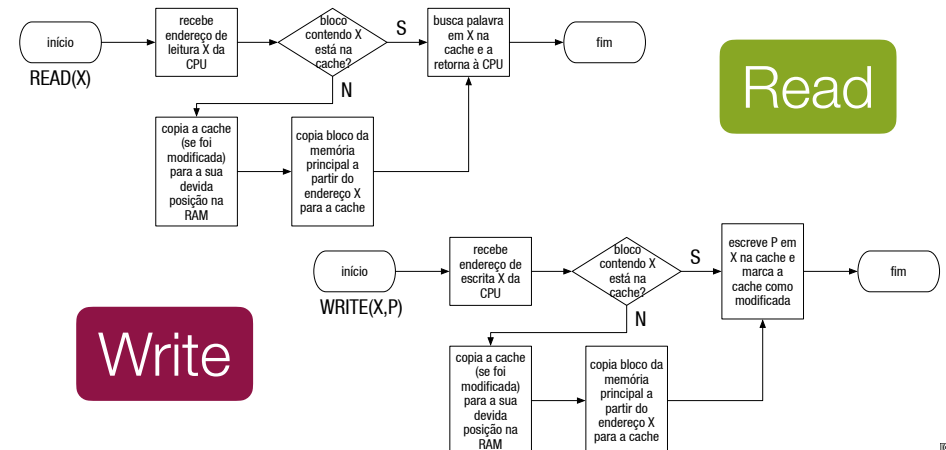 início
READ(X)
recebe
endereço de
leitura X da
CPU
bloco
contendo X
está na
cache?
S
N
busca palavra
em X na
cache e a
retorna à CPU
fim
Read
copia a cache
(se foi
modificada)
para a sua
devida
posição na
RAM
copia bloco da
memória
principal a
partir do
endereço X
para a cache
início
WRITE(X,P)
recebe
endereço de
escrita X da
CPU
bloco
contendo X
está na
cache?
S
N
escreve P em
X na cache e
marca a
cache como
modificada
fim
Write
copia a cache
(se foi
modificada)
para a sua
devida
posição na
RAM
copia bloco da
memória
principal a
partir do
endereço X
para a cache